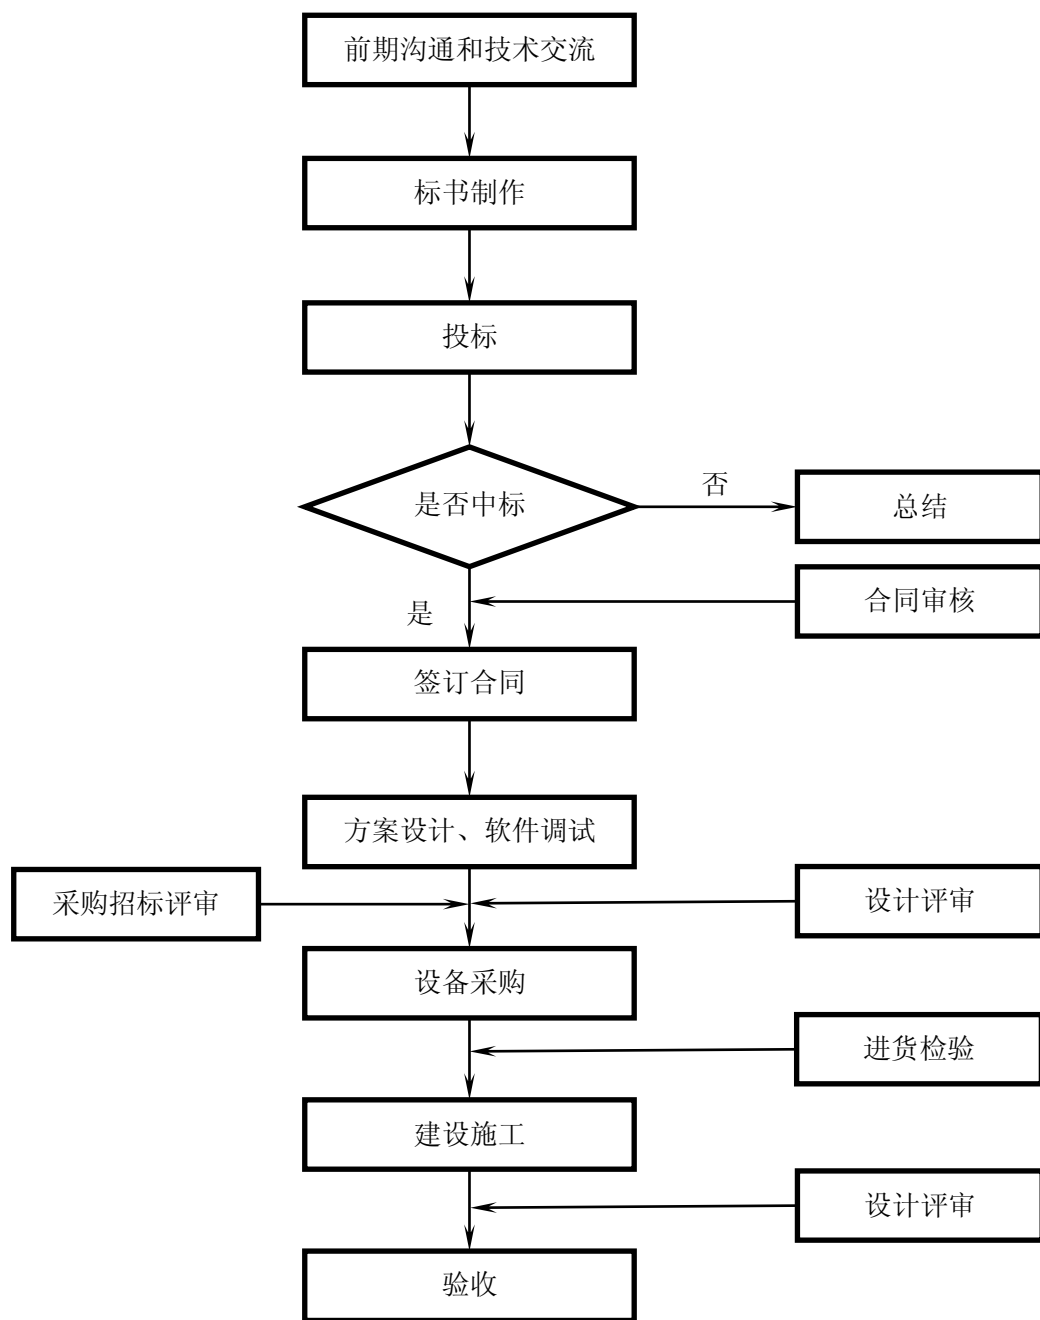 前期沟通和技术交流
标书制作
投标
是否中标
否
总结
合同审核
是
签订合同
方案设计、软件调试
采购招标评审
设计评审
设备采购
进货检验
建设施工
设计评审
验收